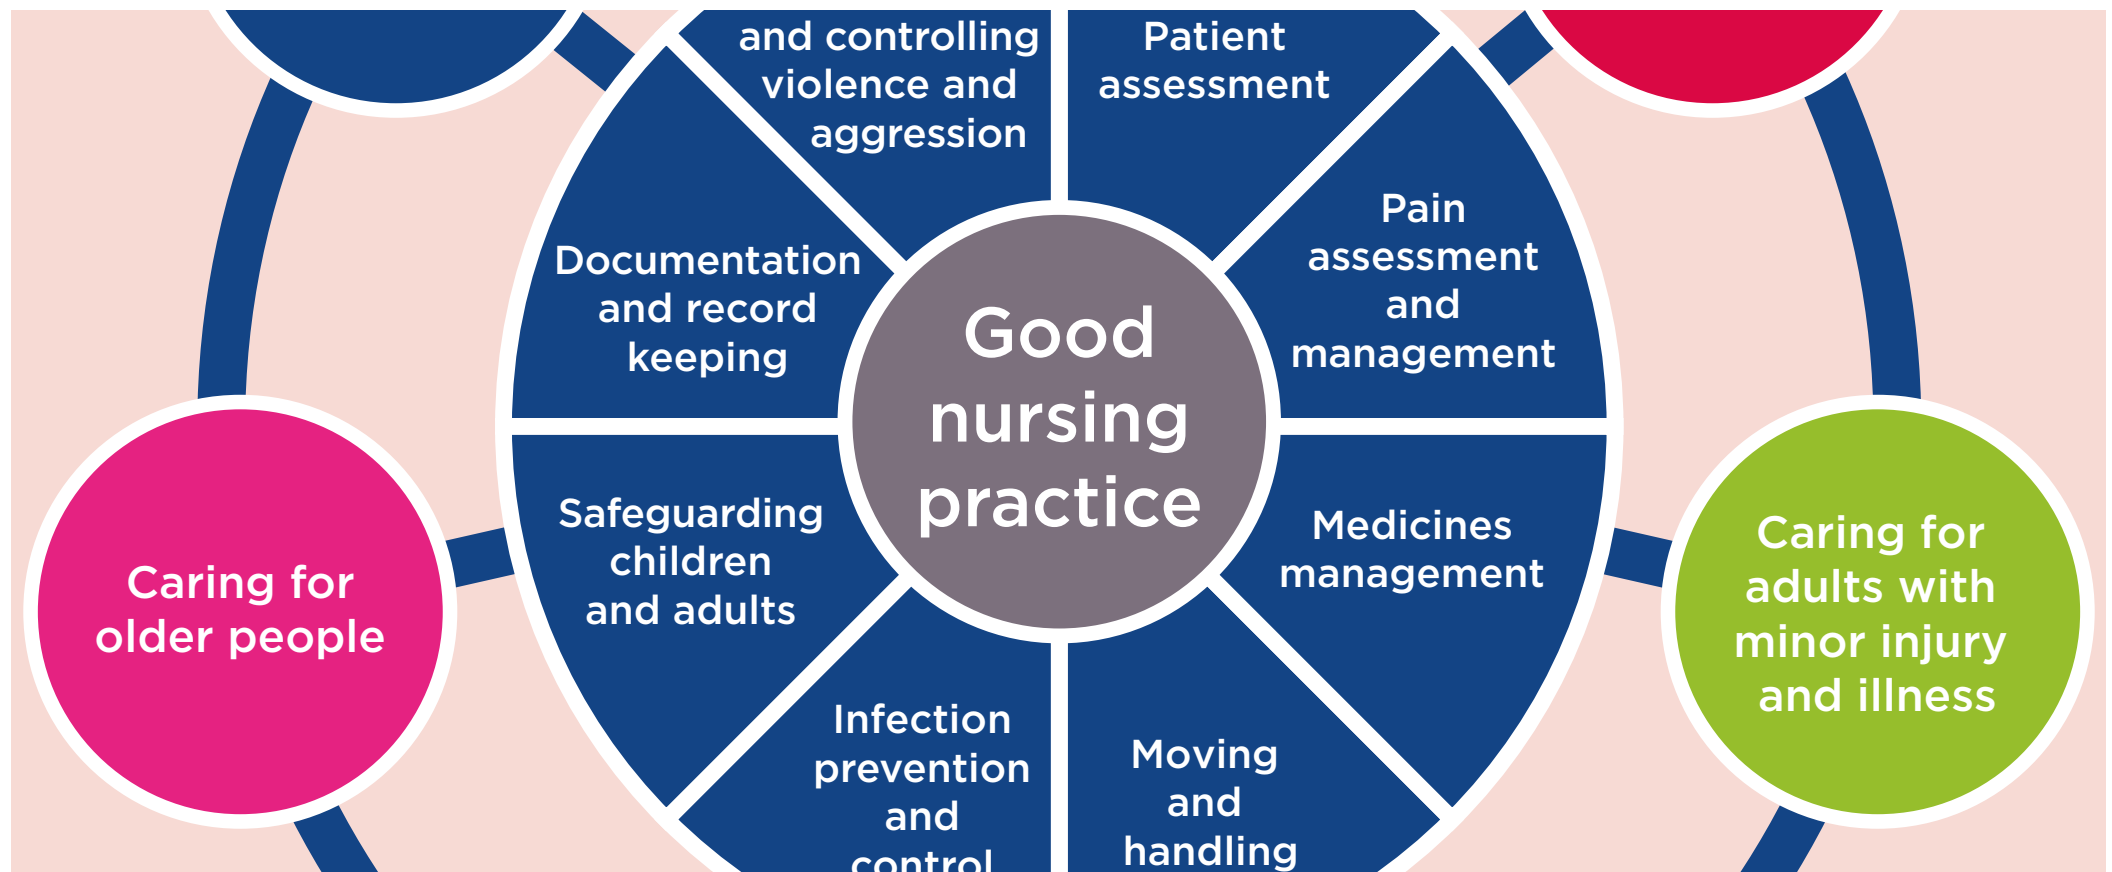 and controlling
violence and
aggression
Patient
assessment
Pain
assessment
and
management
Documentation
and record
keeping
Good
nursing
practice
Safeguarding
children
and adults
Medicines
management
Caring for
older people
Caring for
adults with
minor injury
and illness
Infection
prevention
and
control
Moving
and
handling